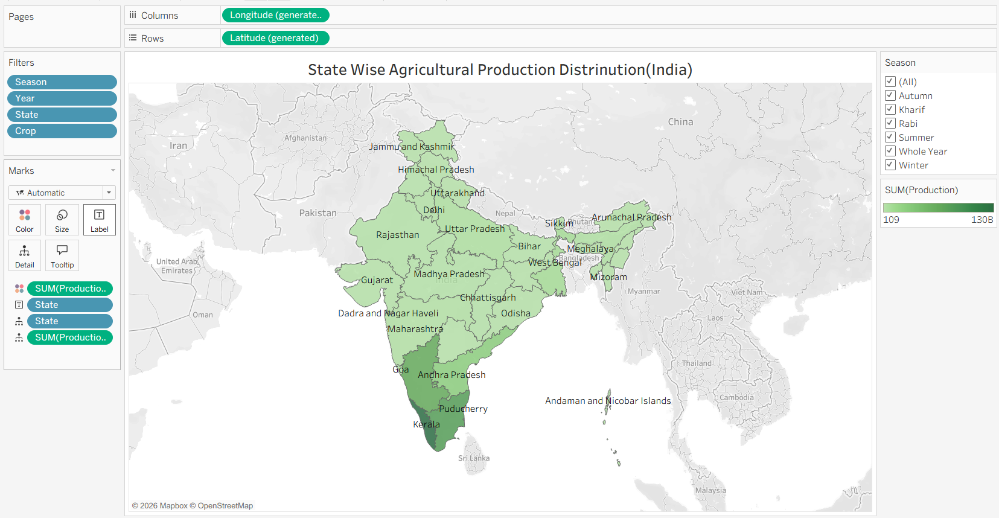 Pages
Columns
Longitude (generate..
Rows
Latitude (generated)
Filters
Season
Year
State
Crop
Marks
Automatic
Color
Size
Label
Detail
Tooltip
SUM(Productio..
State
State
SUM(Productio..
State Wise Agricultural Production Distrinution(India)
China
Afghanistan
Iran
Jammu and Kashmir
Himachal Pradesh
Uttarakhand
Delhi
Pakistan
Nepal
Arunachal Pradesh
Sikkim
Bhutan
Uttar Pradesh
Rajasthan
Bihar
Meghalaya
Bangladesh
West Bengal
United Arab
Emirates
Madhya Pradesh
India
Gujarat
Mizoram
Myanmar
Viet Nam
Chhattisgarh
Oman
Dadra and Nagar Haveli
Odisha
Laos
Maharashtra
Thailand
Goa
Andhra Pradesh
Cambodia
Andaman and Nicobar Islands
Puducherry
Kerala
Sri Lanka
Malaysia
© 2026 Mapbox © OpenStreetMap
Season
(All)
Autumn
Kharif
Rabi
Summer
Whole Year
Winter
SUM(Production)
109
130B